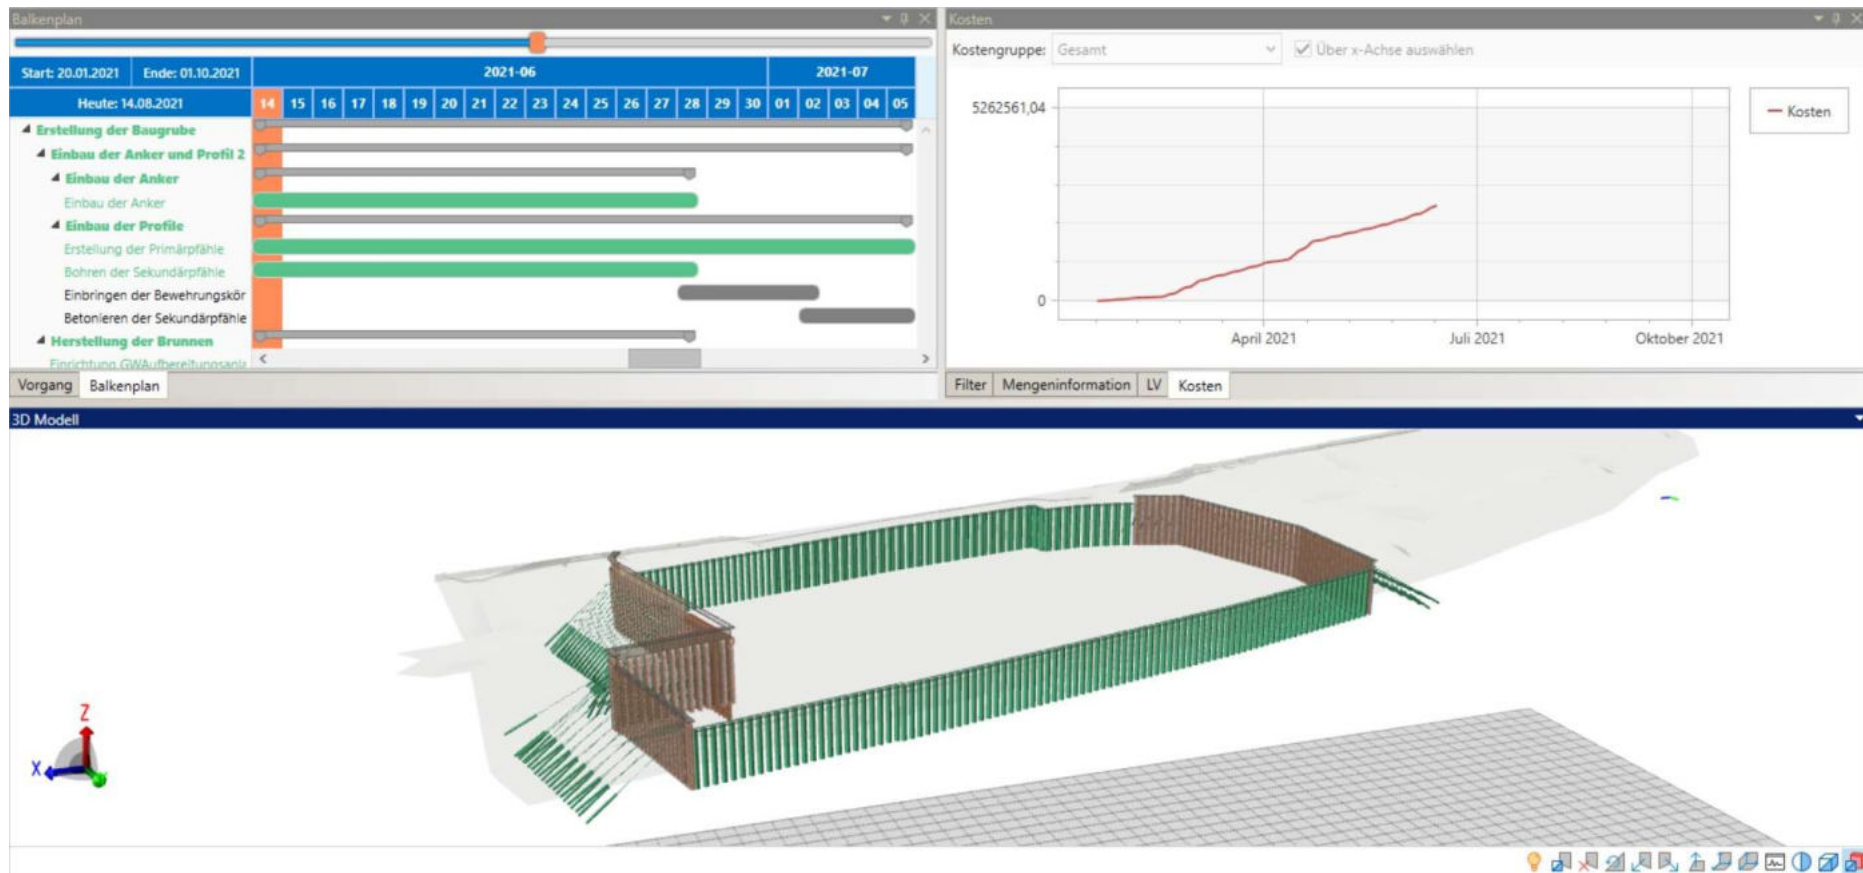 Balkenplan
Start: 20.01.2021 Ende: 01.10.2021 2021-06 2021-07
Heute: 14.08.2021 14 15 16 17 18 19 20 21 22 23 24 25 26 27 28 29 30 01 02 03 04 05
Erstellung der Baugrube
Einbau der Anker und Profil 2
Einbau der Anker
Einbau der Anker
Einbau der Profile
Erstellung der Primärpfähle
Bohren der Sekundärpfähle
Einbringen der Bewehrungskör
Betonieren der Sekundärpfähle
Herstellung der Brunnen
Einrichtung GWAufbereitungsanla
Vorgang Balkenplan
Kosten
Kostengruppe: Gesamt Über x-Achse auswählen
5262561,04
Kosten
0
April 2021 Juli 2021 Oktober 2021
Filter Mengeninformation LV Kosten
3D Modell
Z
X